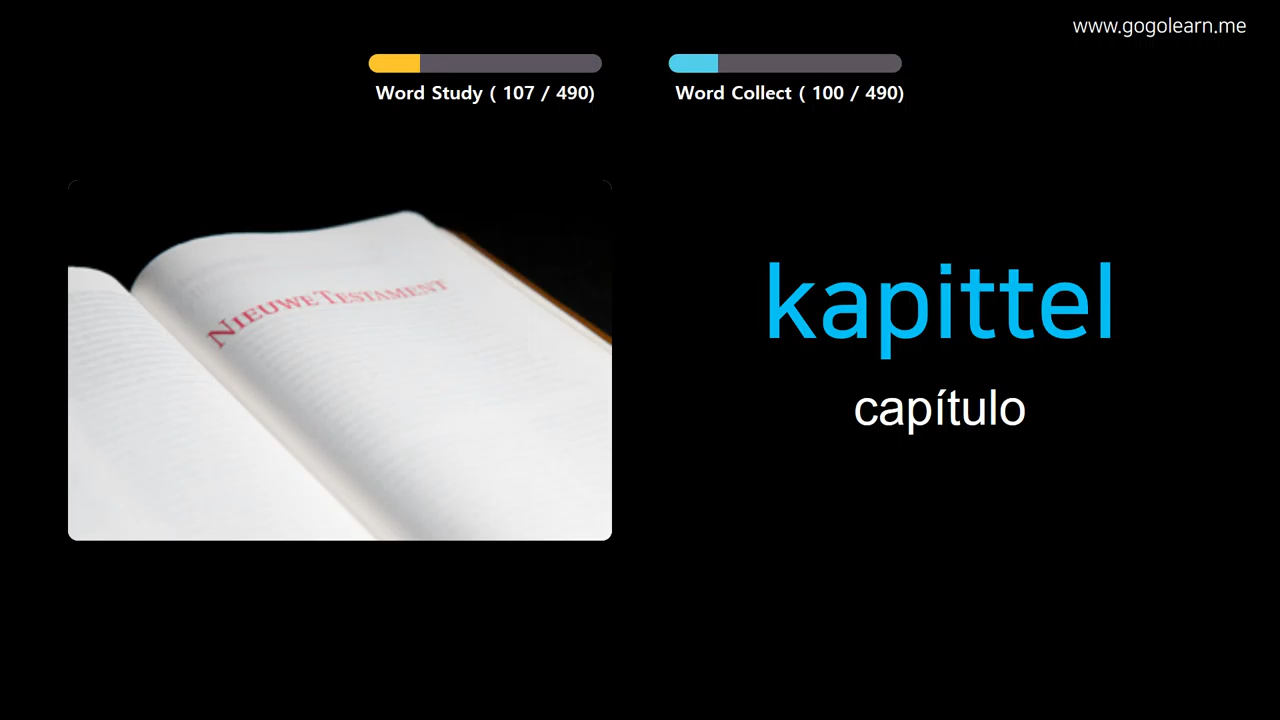 www.gogolearn.me
Word Study ( 107 / 490)
Word Collect ( 100 / 490)
NIEUWE TESTAMENT
kapittel
capítulo